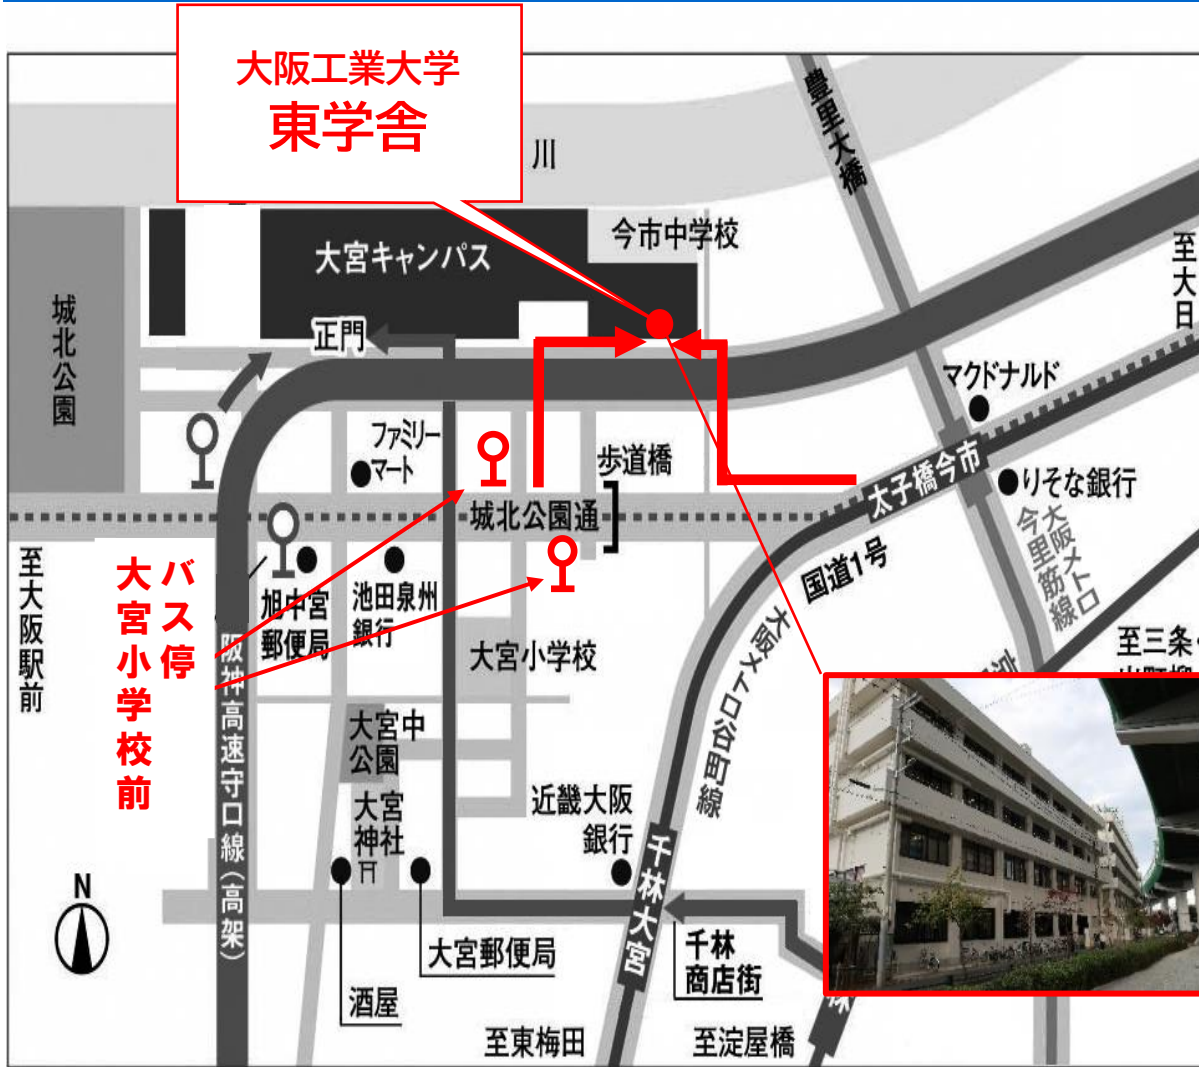 大阪工業大学
東学舎
川
豊里大橋
今市中学校
大宮キャンパス
至大日
城北公園
正門
マクドナルド
ファミリー
マート
歩道橋
太子橋今市
りそな銀行
城北公園通
大阪メトロ
今里筋線
国道1号
至大阪駅前
バス停
大宮小学校前
旭中宮
郵便局
池田泉州
銀行
大宮小学校
大阪メトロ谷町線
至三条・
阪神高速守口線（高架）
大宮中
公園
大宮
神社
近畿大阪
銀行
千林大宮
N
大宮郵便局
千林
商店街
酒屋
至東梅田
至淀屋橋